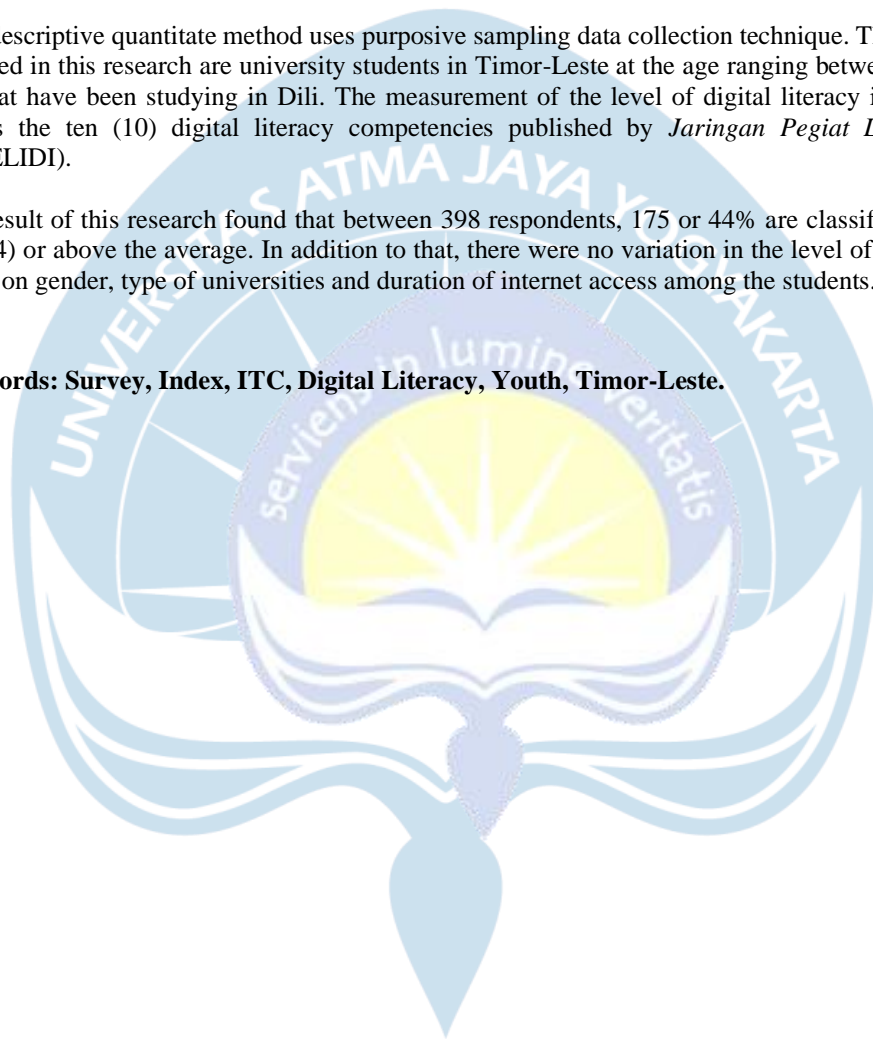 descriptive quantitate method uses purposive sampling data collection technique.
ed in this research are university students in Timor-Leste at the age ranging
at have been studying in Dili. The measurement of the level of digital literacy
s the ten (10) digital literacy competencies published by Jaringan Pegiat
ELIDI).
esult of this research found that between 398 respondents, 175 or 44% are
4) or above the average. In addition to that, there were no variation in the level of
on gender, type of universities and duration of internet access among the students.
ords: Survey, Index, ITC, Digital Literacy, Youth, Timor-Leste.
UNIVERSITAS ATMA JAYA YOGYAKARTA
serviens in lumine veritatis